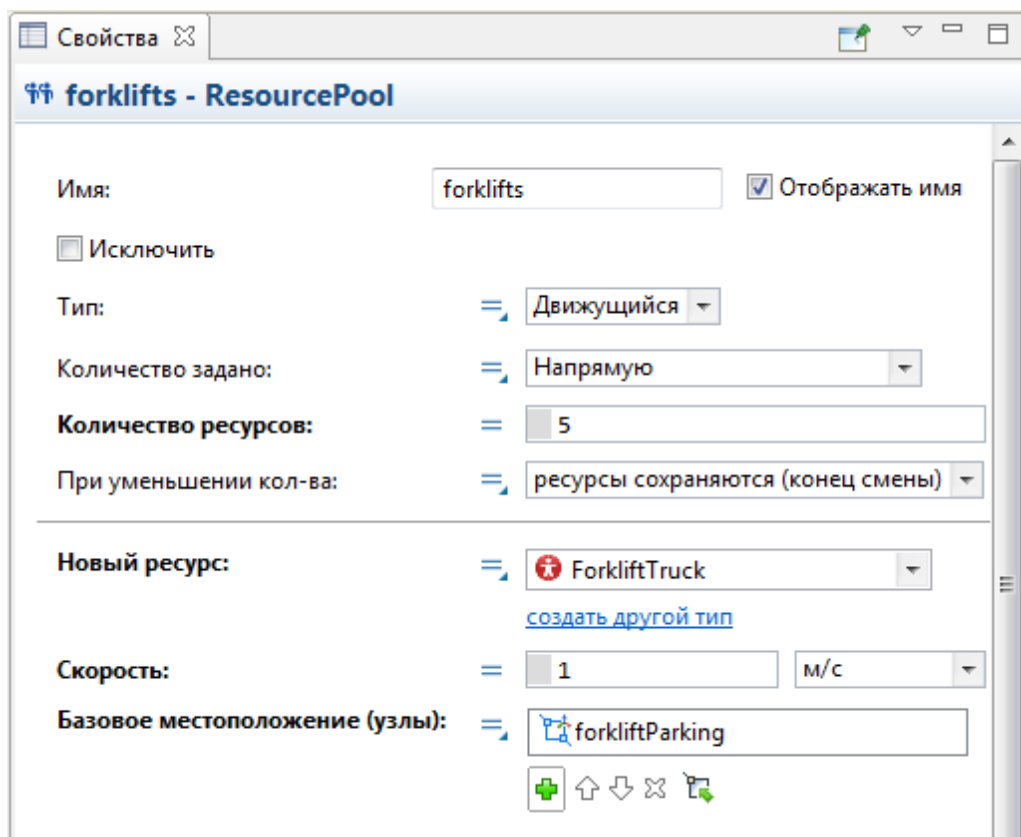 Свойства
forklifts - ResourcePool
Имя: forklifts Отображать имя
Исключить
Тип: Движущийся
Количество задано: Напрямую
Количество ресурсов: 5
При уменьшении кол-ва: ресурсы сохраняются (конец смены)
Новый ресурс: ForkliftTruck
создать другой тип
Скорость: 1 м/с
Базовое местоположение (узлы): forkliftParking